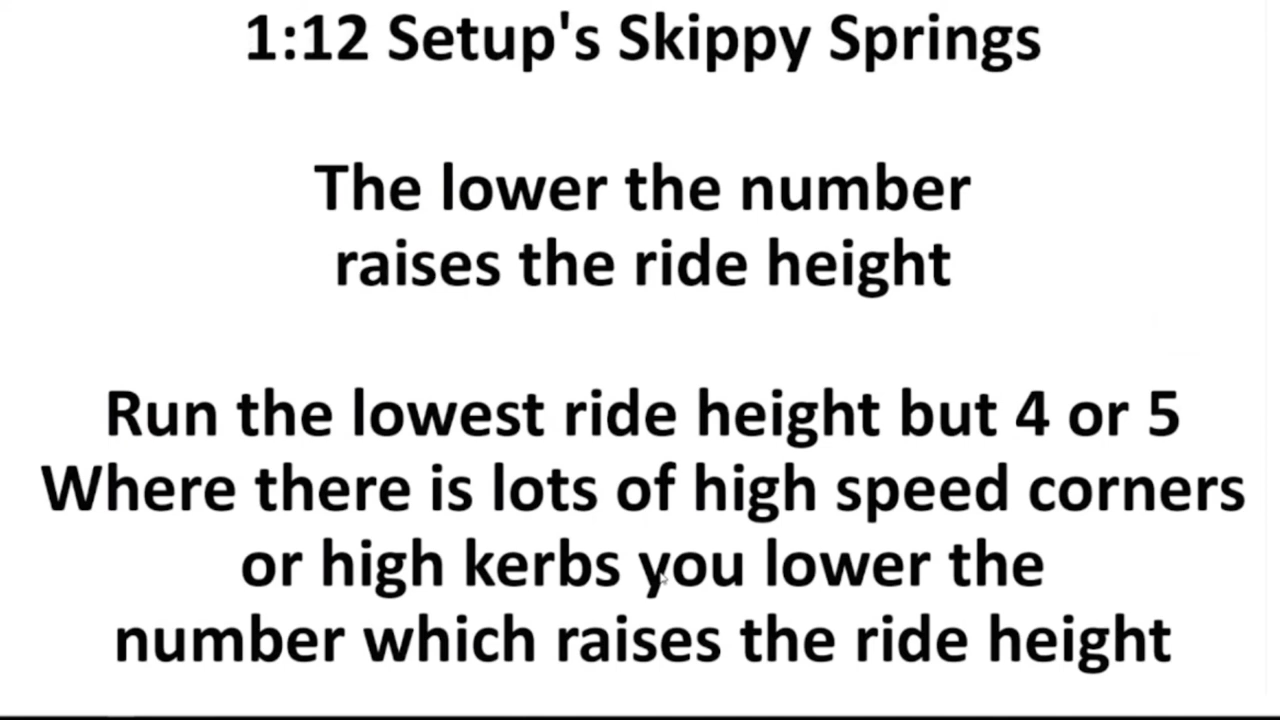 1:12 Setup's Skippy Springs
The lower the number
raises the ride height
Run the lowest ride height but 4 or 5
Where there is lots of high speed corners
or high kerbs you lower the
number which raises the ride height